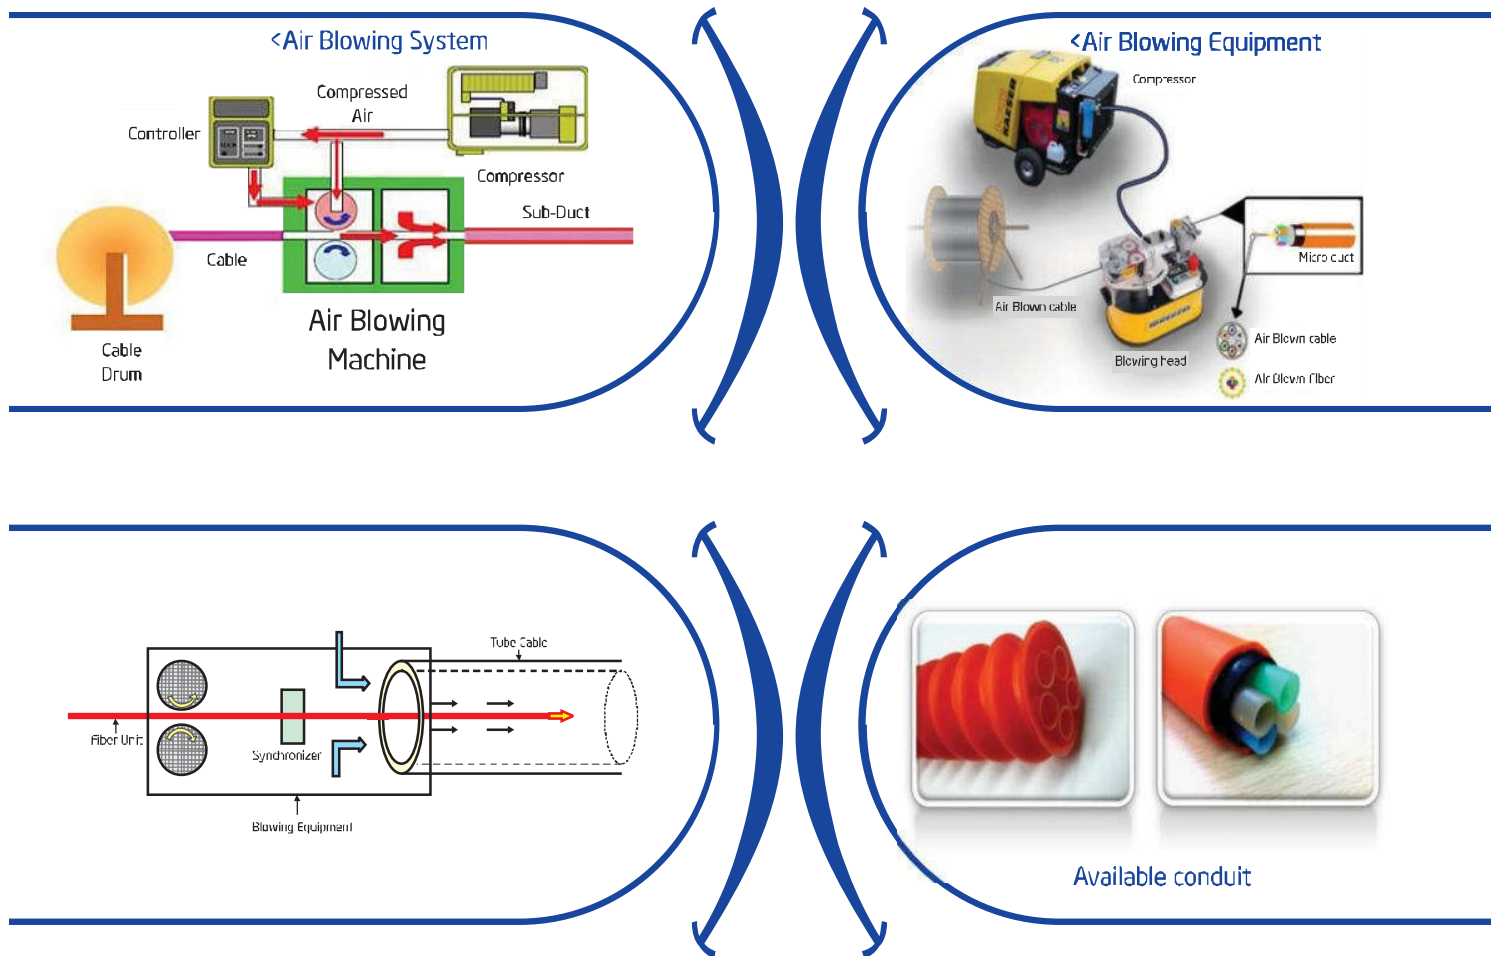 <Air Blowing System
Compressed
Air
Controller
Compressor
Sub-Duct
Cable
Air Blowing
Machine
Cable
Drum
<Air Blowing Equipment
Compressor
KAESER
Micro duct
Air Blown cable
Blowing head
Air Blown cable
Air Blown Fiber
Tube Cable
Fiber Unit
Synchronizer
Blowing Equipment
Available conduit